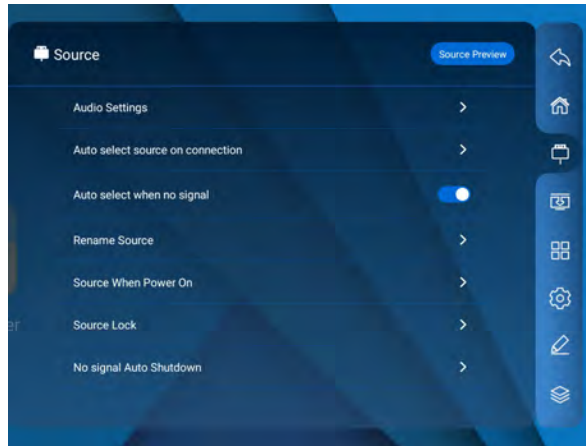 Source
Source Preview
Audio Settings
Auto select source on connection
Auto select when no signal
Rename Source
Source When Power On
Source Lock
No signal Auto Shutdown
er